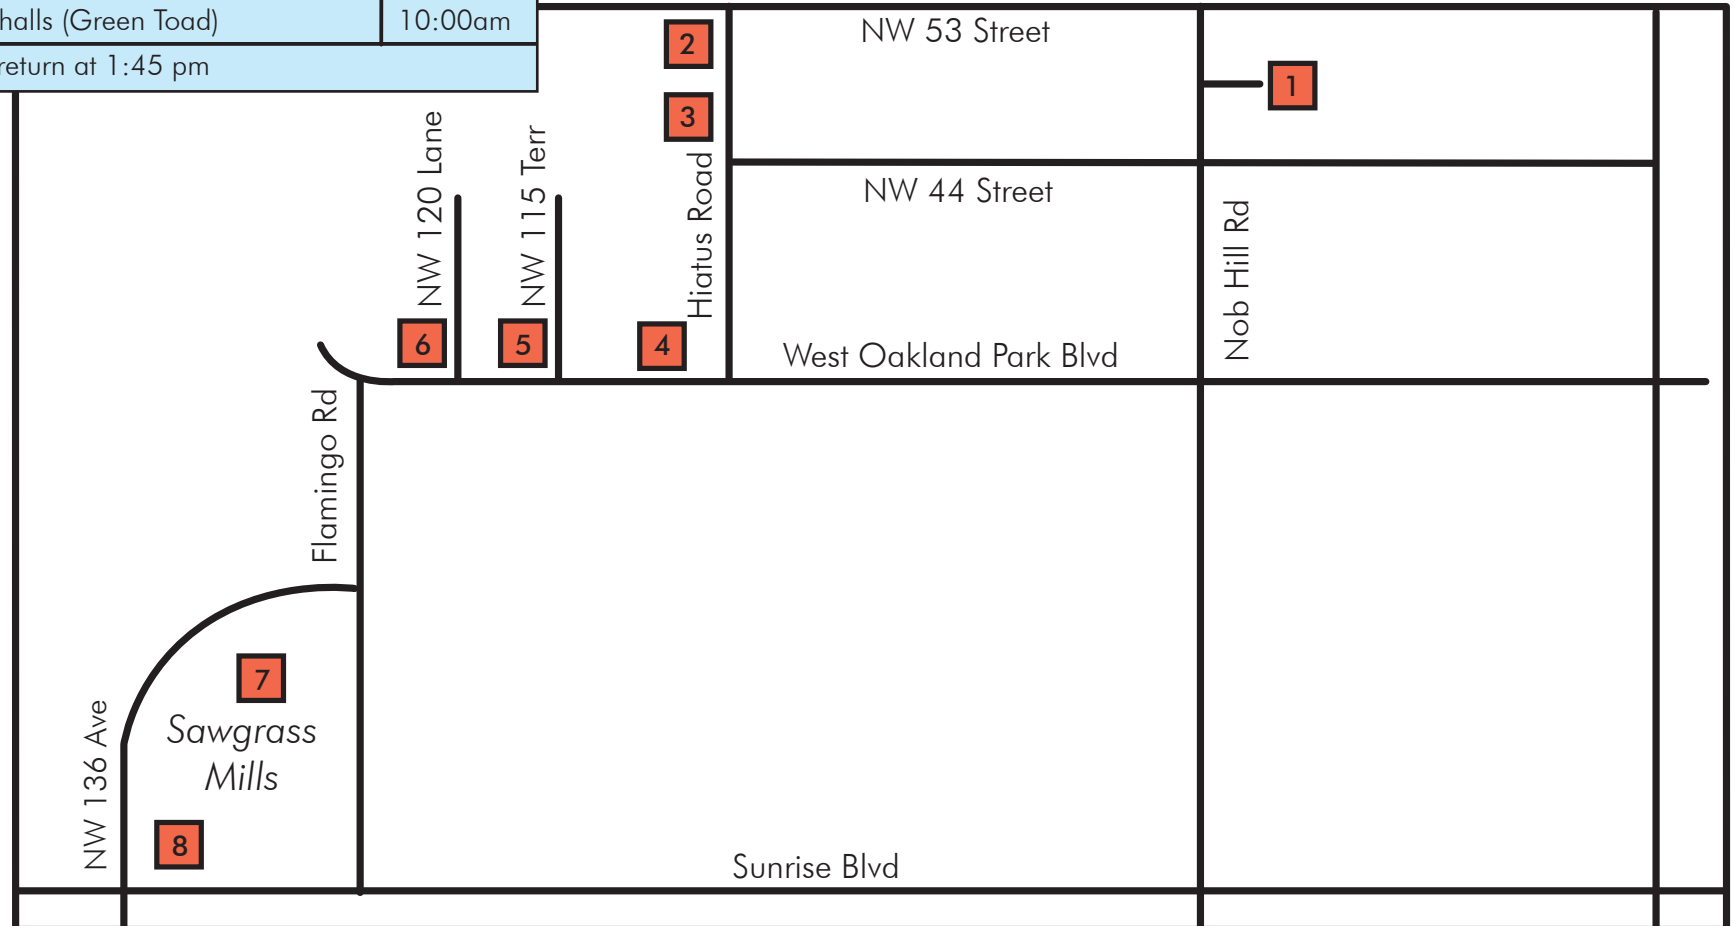 halls (Green Toad) 10:00am
return at 1:45 pm
NW 53 Street
2
1
3
NW 120 Lane
NW 115 Terr
Hiatus Road
NW 44 Street
Nob Hill Rd
6
5
4
West Oakland Park Blvd
Flamingo Rd
7
Sawgrass
Mills
NW 136 Ave
8
Sunrise Blvd